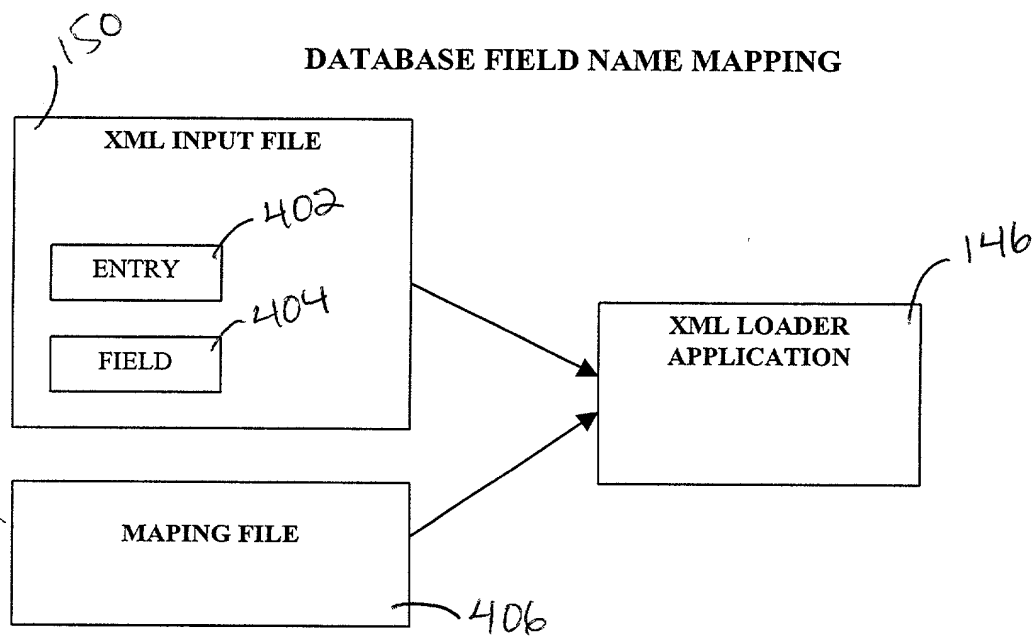 150
DATABASE FIELD NAME MAPPING
XML INPUT FILE
402
ENTRY
404
FIELD
146
XML LOADER
APPLICATION
MAPING FILE
406